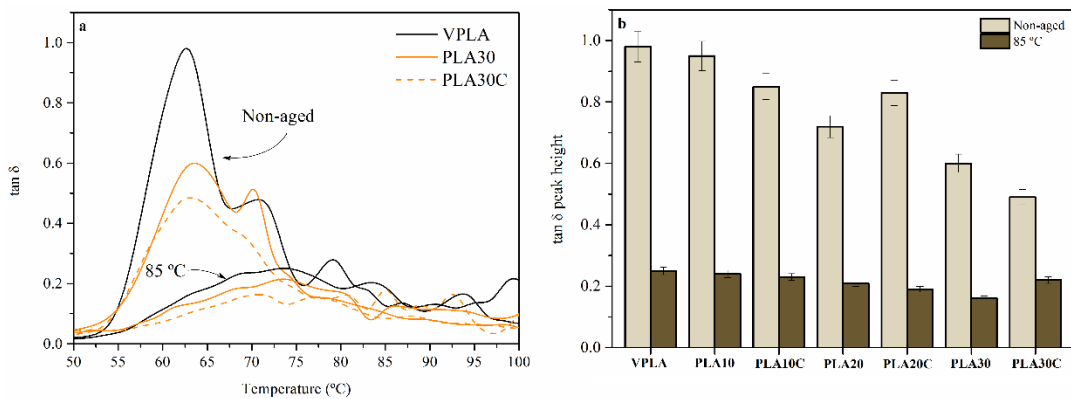 a
VPLA
PLA30
PLA30C
Non-aged
85 ºC
tan δ
1.0
0.8
0.6
0.4
0.2
0.0
50 55 60 65 70 75 80 85 90 95 100
Temperature (ºC)
b
Non-aged
85 ºC
tan δ peak height
1.0
0.8
0.6
0.4
0.2
0.0
VPLA PLA10 PLA10C PLA20 PLA20C PLA30 PLA30C